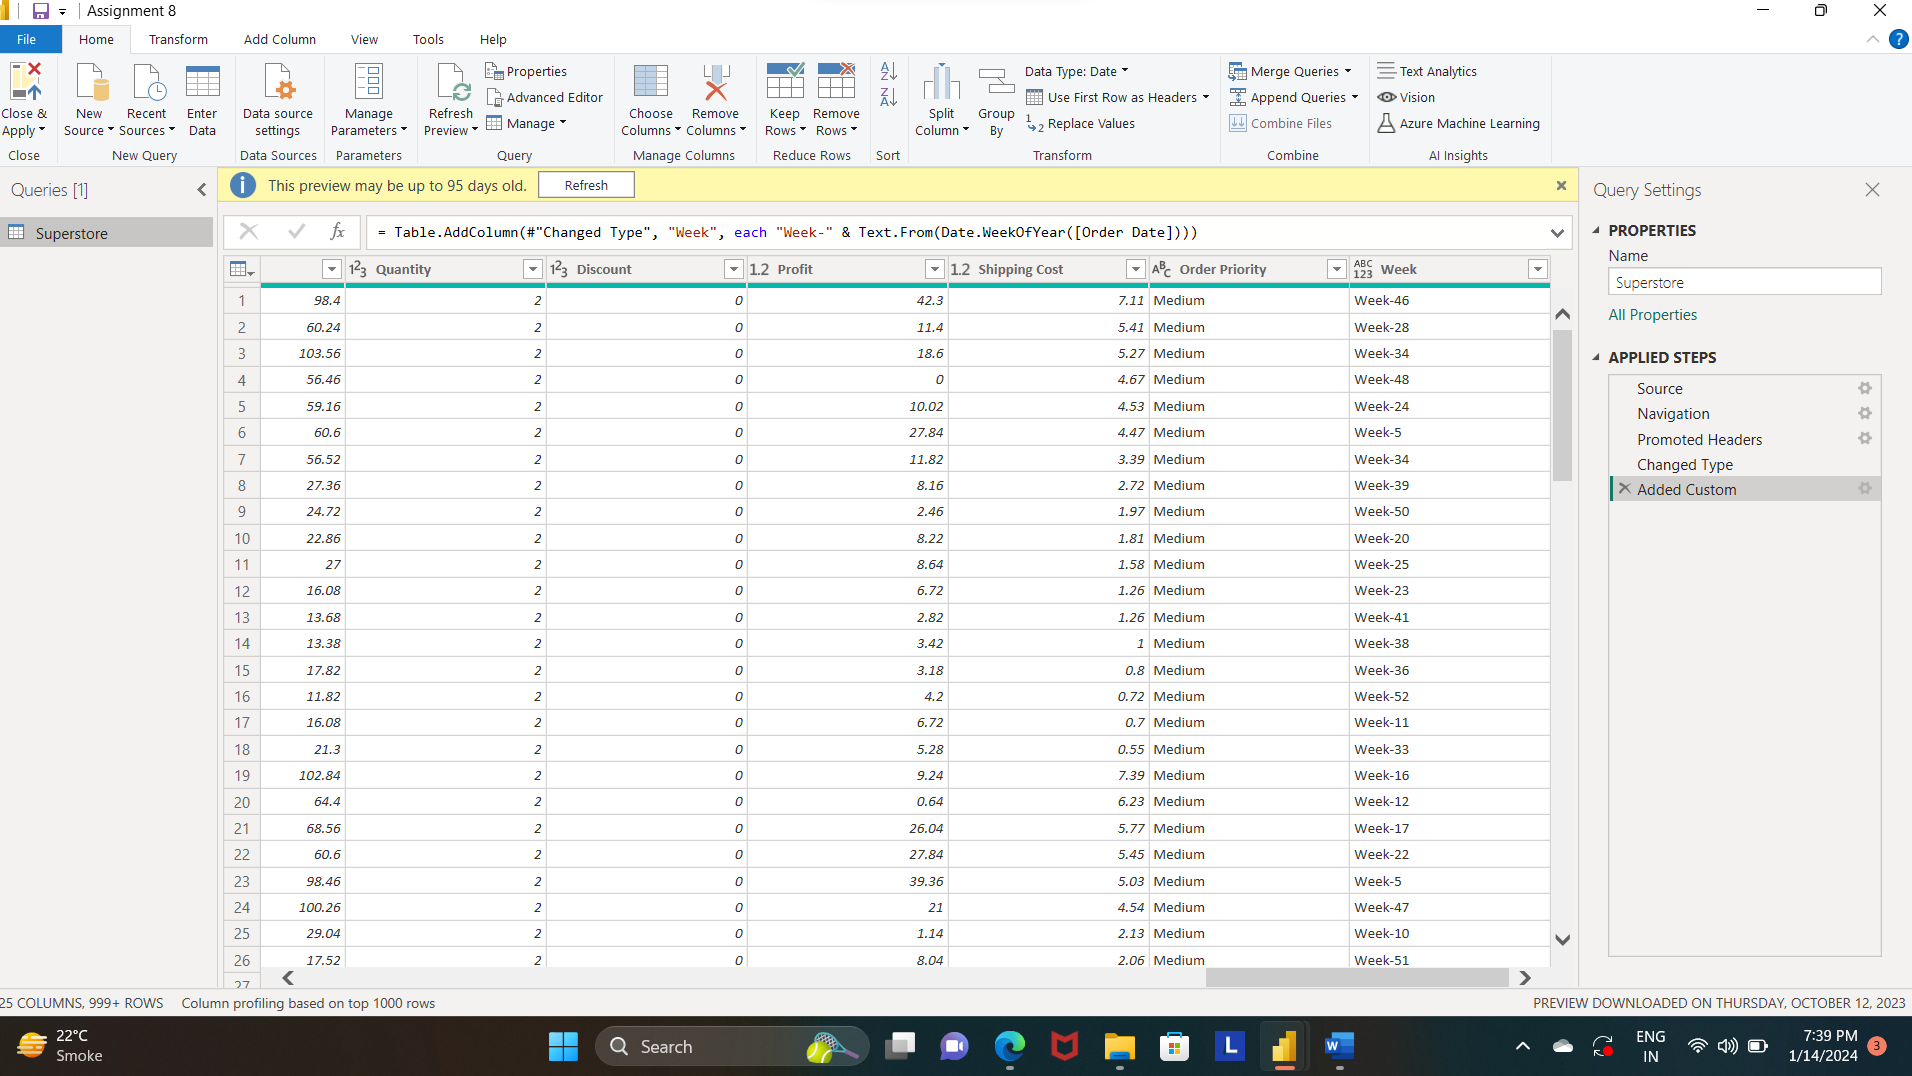 Assignment 8
File Home Transform Add Column View Tools Help
Close & Apply
Close
New Source
Recent Sources
Enter Data
New Query
Data source settings
Data Sources
Manage Parameters
Parameters
Refresh Preview
Properties
Advanced Editor
Manage
Query
Choose Columns
Remove Columns
Manage Columns
Keep Rows
Remove Rows
Reduce Rows
Sort
Split Column
Group By
Data Type: Date
Use First Row as Headers
1 2 Replace Values
Transform
Merge Queries
Append Queries
Combine Files
Combine
Text Analytics
Vision
Azure Machine Learning
AI Insights
Queries [1]
Superstore
This preview may be up to 95 days old. Refresh
fx = Table.AddColumn(#"Changed Type", "Week", each "Week-" & Text.From(Date.WeekOfYear([Order Date])))
123 Quantity 123 Discount 1.2 Profit 1.2 Shipping Cost ABC Order Priority ABC 123 Week
1 98.4 2 0 42.3 7.11 Medium Week-46
2 60.24 2 0 11.4 5.41 Medium Week-28
3 103.56 2 0 18.6 5.27 Medium Week-34
4 56.46 2 0 0 4.67 Medium Week-48
5 59.16 2 0 10.02 4.53 Medium Week-24
6 60.6 2 0 27.84 4.47 Medium Week-5
7 56.52 2 0 11.82 3.39 Medium Week-34
8 27.36 2 0 8.16 2.72 Medium Week-39
9 24.72 2 0 2.46 1.97 Medium Week-50
10 22.86 2 0 8.22 1.81 Medium Week-20
11 27 2 0 8.64 1.58 Medium Week-25
12 16.08 2 0 6.72 1.26 Medium Week-23
13 13.68 2 0 2.82 1.26 Medium Week-41
14 13.38 2 0 3.42 1 Medium Week-38
15 17.82 2 0 3.18 0.8 Medium Week-36
16 11.82 2 0 4.2 0.72 Medium Week-52
17 16.08 2 0 6.72 0.7 Medium Week-11
18 21.3 2 0 5.28 0.55 Medium Week-33
19 102.84 2 0 9.24 7.39 Medium Week-16
20 64.4 2 0 0.64 6.23 Medium Week-12
21 68.56 2 0 26.04 5.77 Medium Week-17
22 60.6 2 0 27.84 5.45 Medium Week-22
23 98.46 2 0 39.36 5.03 Medium Week-5
24 100.26 2 0 21 4.54 Medium Week-47
25 29.04 2 0 1.14 2.13 Medium Week-10
26 17.52 2 0 8.04 2.06 Medium Week-51
27
Query Settings
PROPERTIES
Name
Superstore
All Properties
APPLIED STEPS
Source
Navigation
Promoted Headers
Changed Type
Added Custom
25 COLUMNS, 999+ ROWS Column profiling based on top 1000 rows
PREVIEW DOWNLOADED ON THURSDAY, OCTOBER 12, 2023
22°C
Smoke
Search
L
W
ENG
IN
7:39 PM
1/14/2024
3